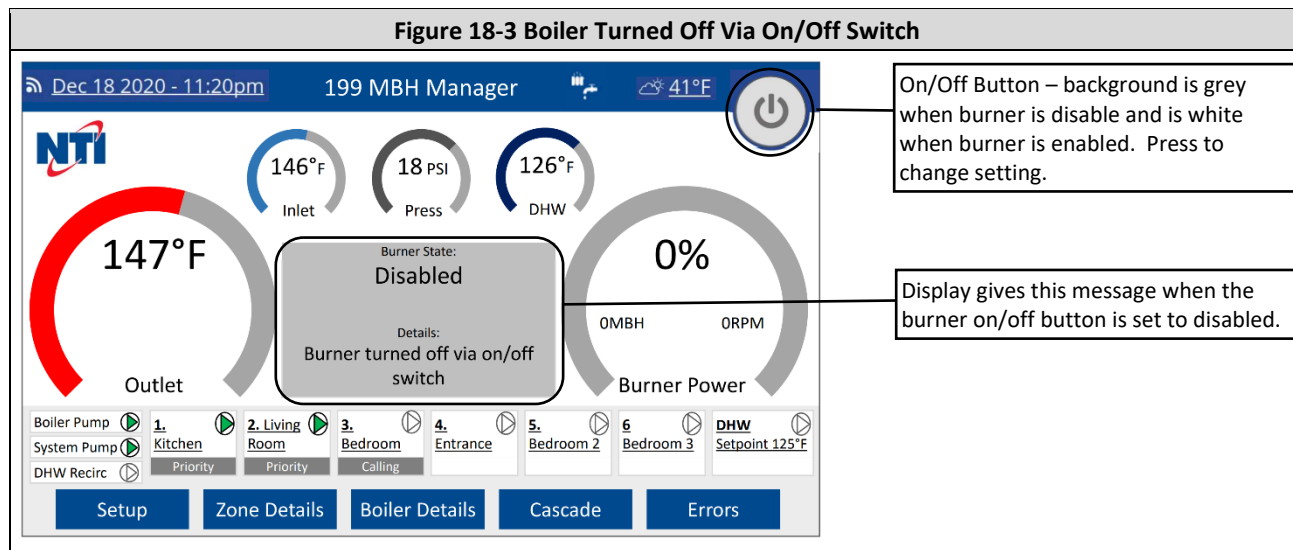 Figure 18-3 Boiler Turned Off Via On/Off Switch
Dec 18 2020 - 11:20pm
199 MBH Manager
41°F
On/Off Button – background is grey
when burner is disable and is white
when burner is enabled. Press to
change setting.
NTI
146°F
Inlet
18 PSI
Press
126°F
DHW
147°F
Outlet
Burner State:
Disabled
Details:
Burner turned off via on/off
switch
0%
0MBH
0RPM
Burner Power
Display gives this message when the
burner on/off button is set to disabled.
Boiler Pump
System Pump
DHW Recirc
1.
Kitchen
Priority
2. Living
Room
Priority
3.
Bedroom
Calling
4.
Entrance
5.
Bedroom 2
6
Bedroom 3
DHW
Setpoint 125°F
Setup
Zone Details
Boiler Details
Cascade
Errors